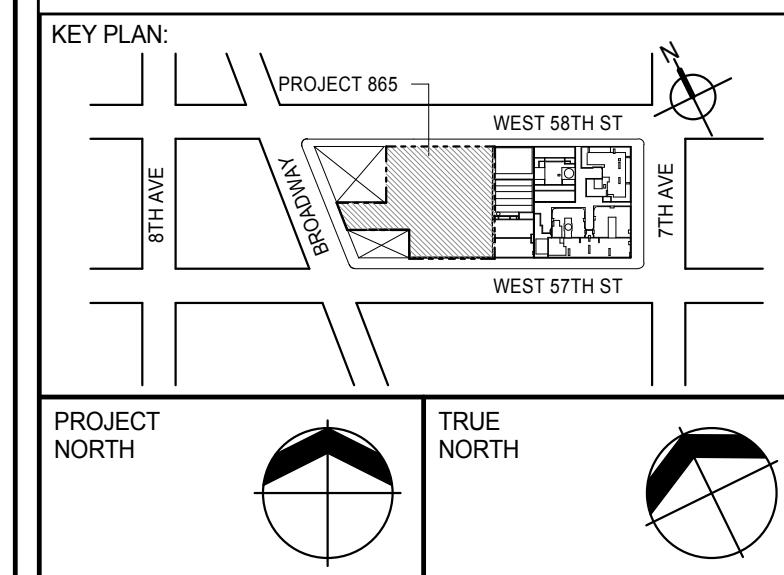 KEY PLAN:
N
PROJECT 865
WEST 58TH ST
8TH AVE
BROADWAY
7TH AVE
WEST 57TH ST
PROJECT
NORTH
TRUE
NORTH